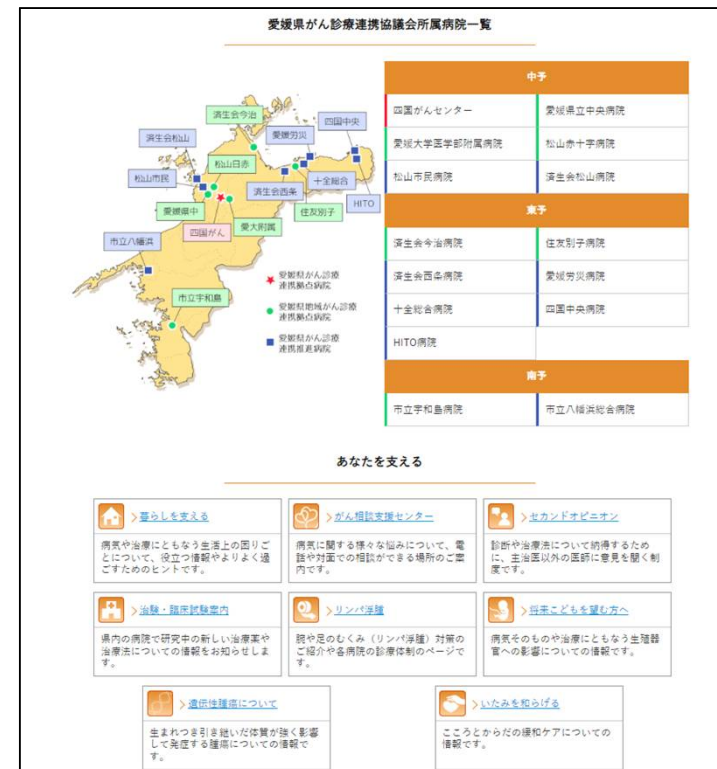 愛媛県がん診療連携協議会所属病院一覧
済生会今治
四国中央
済生会松山
愛媛労災
松山日赤
松山市民
十全総合
済生会西条
HITO
愛媛県中
住友別子
愛大附属
四国がん
市立八幡浜
市立宇和島
愛媛県がん診療
連携拠点病院
愛媛県地域がん診療
連携拠点病院
愛媛県がん診療
連携推進病院
中予
四国がんセンター 愛媛県立中央病院
愛媛大学医学部附属病院 松山赤十字病院
松山市民病院 済生会松山病院
東予
済生会今治病院 住友別子病院
済生会西条病院 愛媛労災病院
十全総合病院 四国中央病院
HITO病院
南予
市立宇和島病院 市立八幡浜総合病院
あなたを支える
>暮らしを支える
病気や治療にともなう生活上の困りご
とについて、役立つ情報やよりよく過
ごすためのヒントです。
>がん相談支援センター
病気に関する様々な悩みについて、電
話や対面での相談ができる場所のご案
内です。
>セカンドオピニオン
診断や治療法について納得するため
に、主治医以外の医師に意見を聞く制
度です。
>治験・臨床試験案内
県内の病院で研究中の新しい治療薬や
治療法についての情報をお知らせしま
す。
>リンパ浮腫
腕や足のむくみ（リンパ浮腫）対策の
ご紹介や各病院の診療体制のページで
す。
>将来こどもを望む方へ
病気そのものや治療にともなう生殖器
官への影響についての情報です。
>遺伝性腫瘍について
生まれつき引き継いだ体質が強く影響
して発症する腫瘍についての情報で
す。
>いたみを和らげる
こころとからだの緩和ケアについての
情報です。